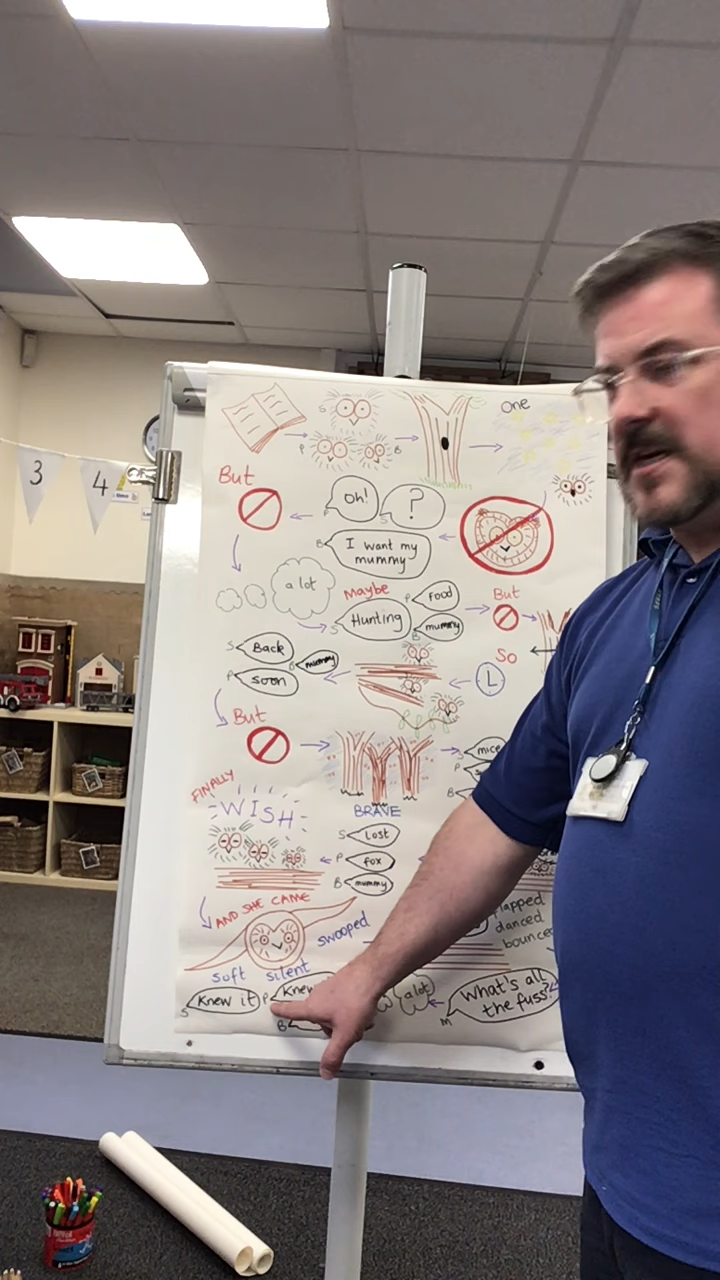 3
4
One
S
P
B
But
oh!
?
P
S
B
I want my
mummy
a lot
Maybe
Food
P
But
Hunting
S
mummy
B
So
S
Back
B
mummy
P
soon
L
But
mice
S
P
B
FINALLY
WISH
BRAVE
S
Lost
P
fox
B
mummy
AND SHE CAME
swooped
flapped
danced
bounced
soft silent
S
Knew it
P
Knew
B
a lot
M
What's all
the fuss?